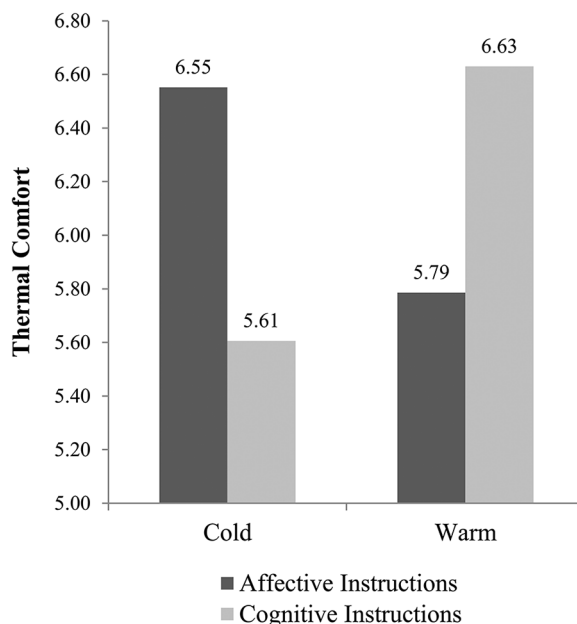 6.80
6.60
6.40
6.20
6.00
5.80
5.60
5.40
5.20
5.00
Thermal Comfort
6.55
5.61
5.79
6.63
Cold
Warm
Affective Instructions
Cognitive Instructions